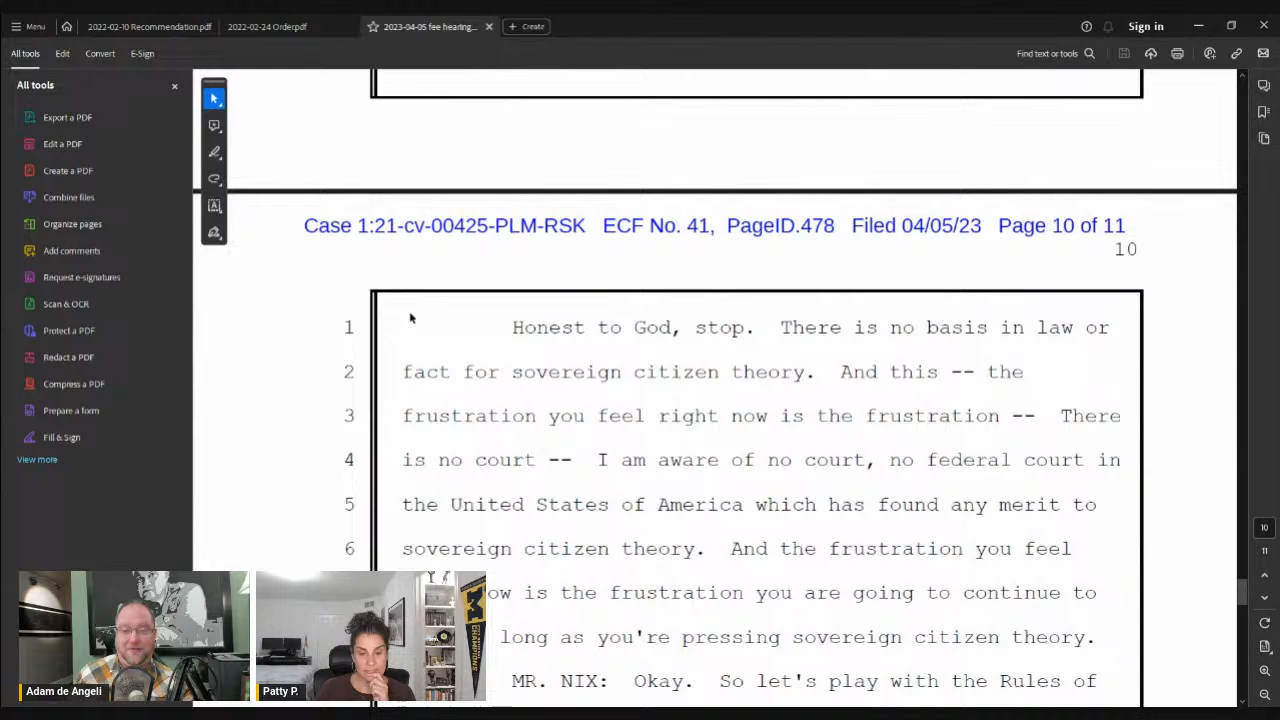 Menu
2022-02-10 Recommendation.pdf
2022-02-24 Order.pdf
2023-04-05 fee hearing...
Create
Sign in
All tools Edit Convert E-Sign
Find text or tools
All tools
Export a PDF
Edit a PDF
Create a PDF
Combine files
Organize pages
Add comments
Request e-signatures
Scan & OCR
Protect a PDF
Redact a PDF
Compress a PDF
Prepare a form
Fill & Sign
View more
Case 1:21-cv-00425-PLM-RSK ECF No. 41, PageID.478 Filed 04/05/23 Page 10 of 11
10
1 Honest to God, stop. There is no basis in law or
2 fact for sovereign citizen theory. And this -- the
3 frustration you feel right now is the frustration -- There
4 is no court -- I am aware of no court, no federal court in
5 the United States of America which has found any merit to
6 sovereign citizen theory. And the frustration you feel
ow is the frustration you are going to continue to
long as you're pressing sovereign citizen theory.
MR. NIX: Okay. So let's play with the Rules of
10
11
CHAMPIONS
Adam de Angeli
Patty P.